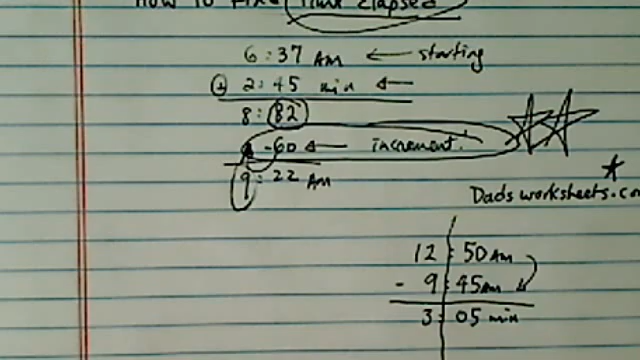 How to Find Time Elapsed
6:37 AM ← starting
+ 2:45 min ←
8:82
-60 ← increment!
9:22 AM
Dadsworksheets.com
12:50 AM
- 9:45 AM
3:05 min